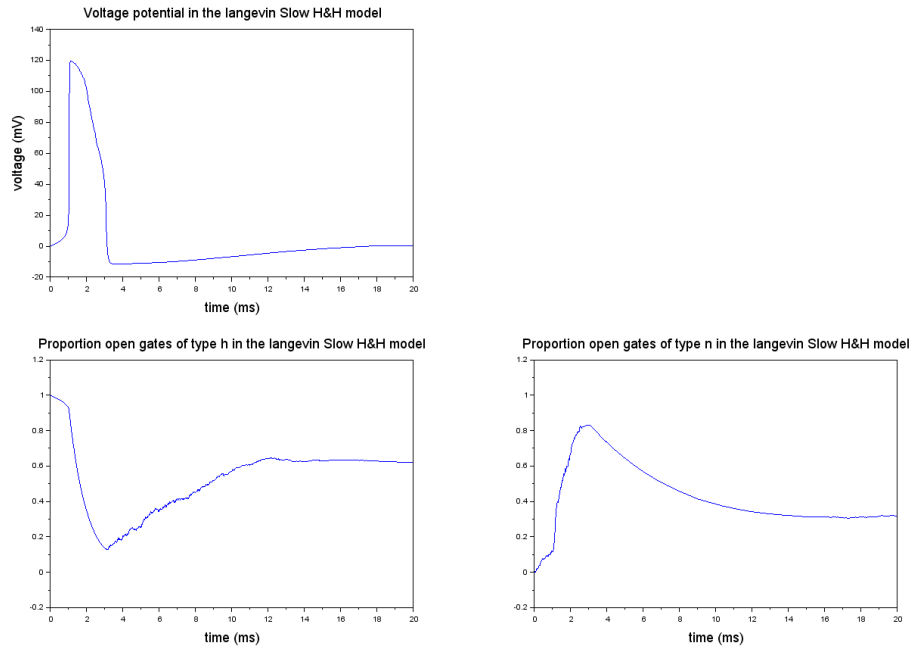 Voltage potential in the langevin Slow H&H model
140
120
100
80
60
40
20
0
-20
voltage (mV)
0 2 4 6 8 10 12 14 16 18 20
time (ms)
Proportion open gates of type h in the langevin Slow H&H model
1.2
1
0.8
0.6
0.4
0.2
0
-0.2
0 2 4 6 8 10 12 14 16 18 20
time (ms)
Proportion open gates of type n in the langevin Slow H&H model
1.2
1
0.8
0.6
0.4
0.2
0
-0.2
0 2 4 6 8 10 12 14 16 18 20
time (ms)